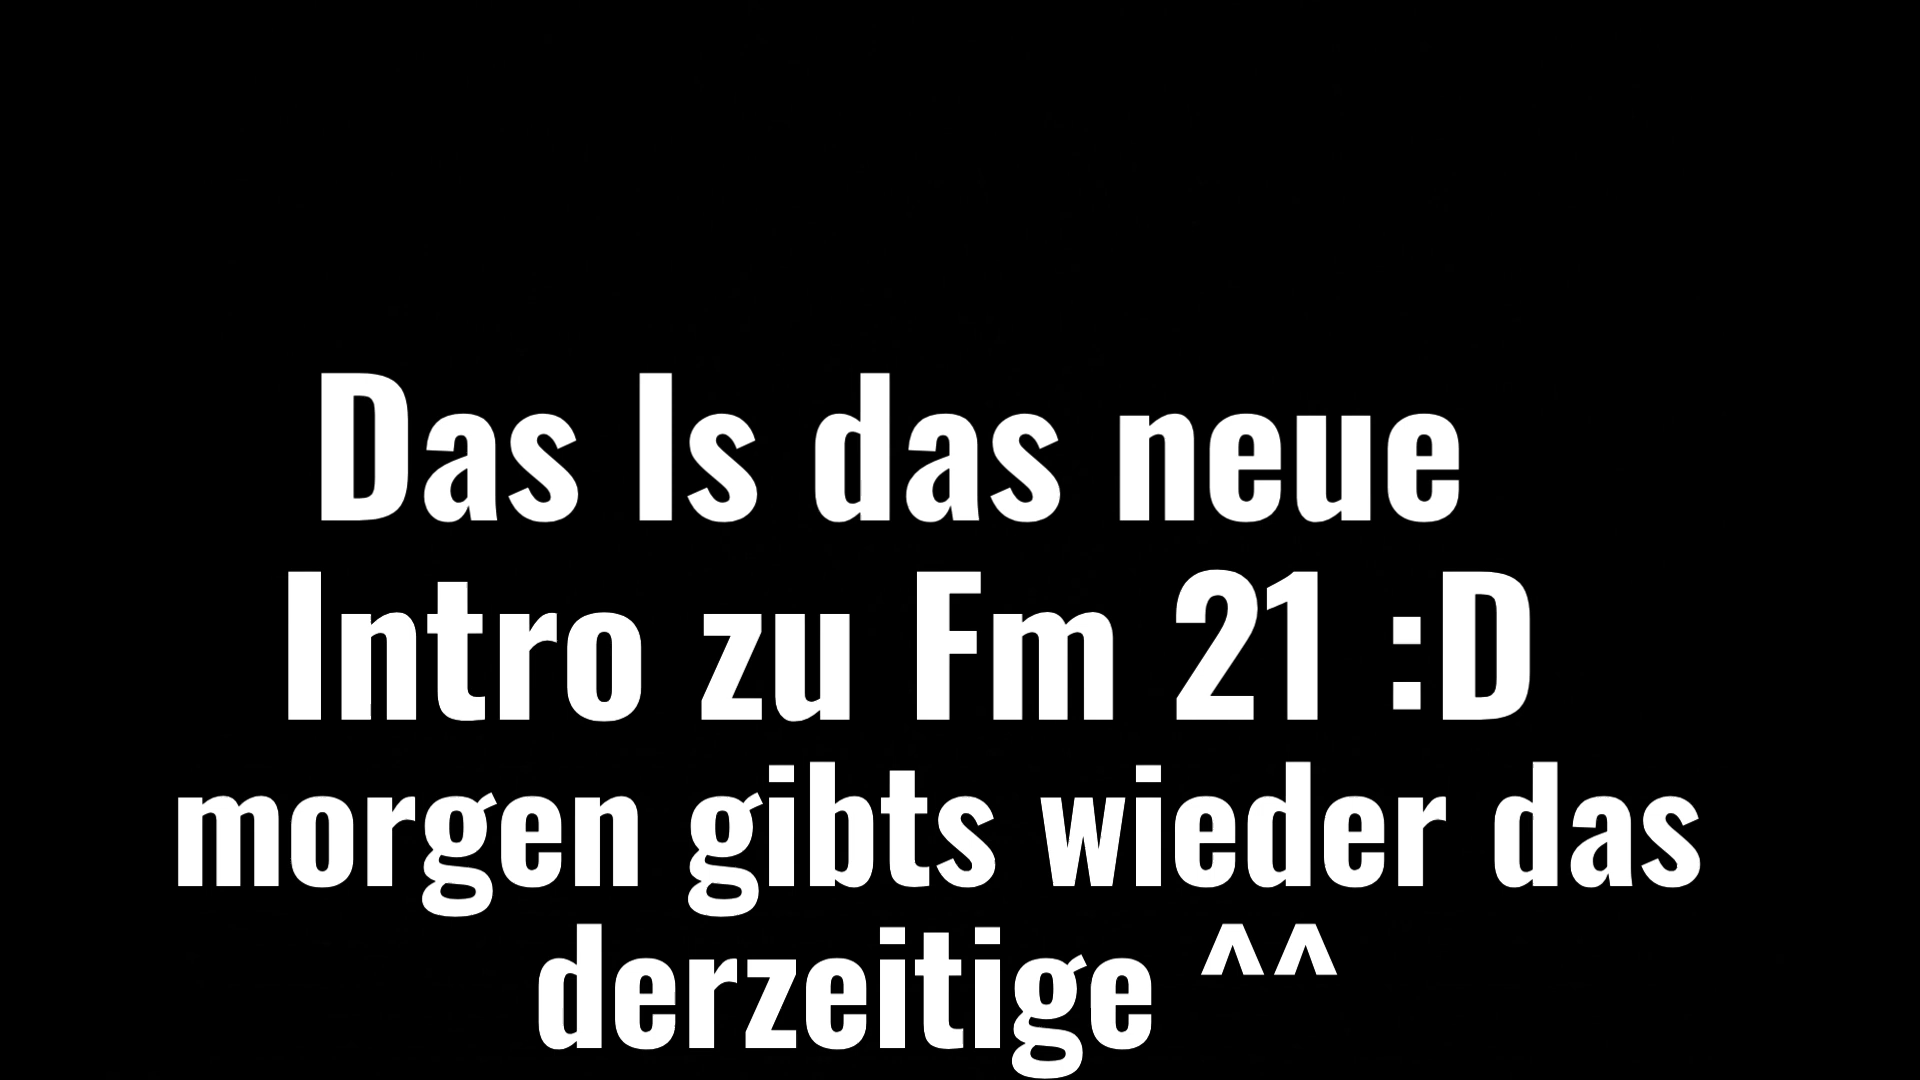 Das Is das neue
Intro zu Fm 21 :D
morgen gibts wieder das
derzeitige ^^